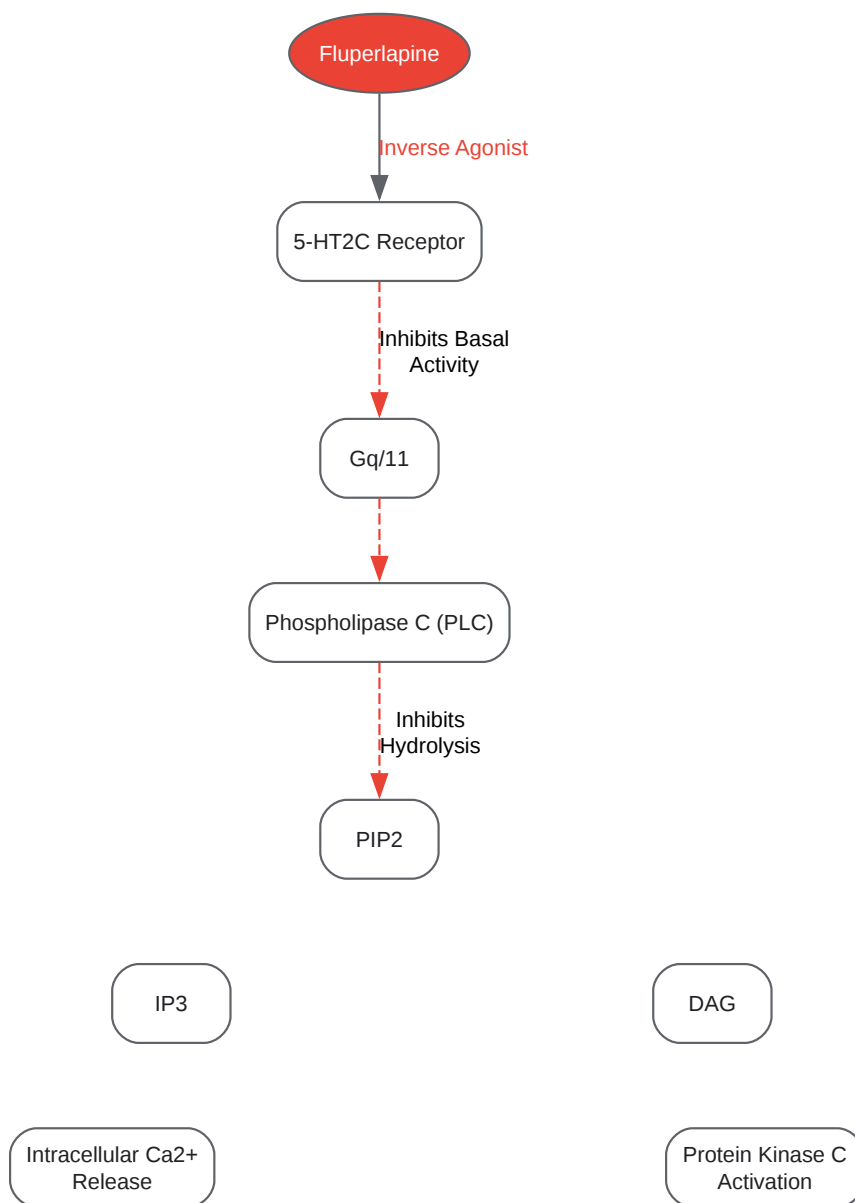 Fluperlapine
Inverse Agonist
5-HT2C Receptor
Inhibits Basal
Activity
Gq/11
Phospholipase C (PLC)
Inhibits
Hydrolysis
PIP2
IP3
DAG
Intracellular Ca2+
Release
Protein Kinase C
Activation